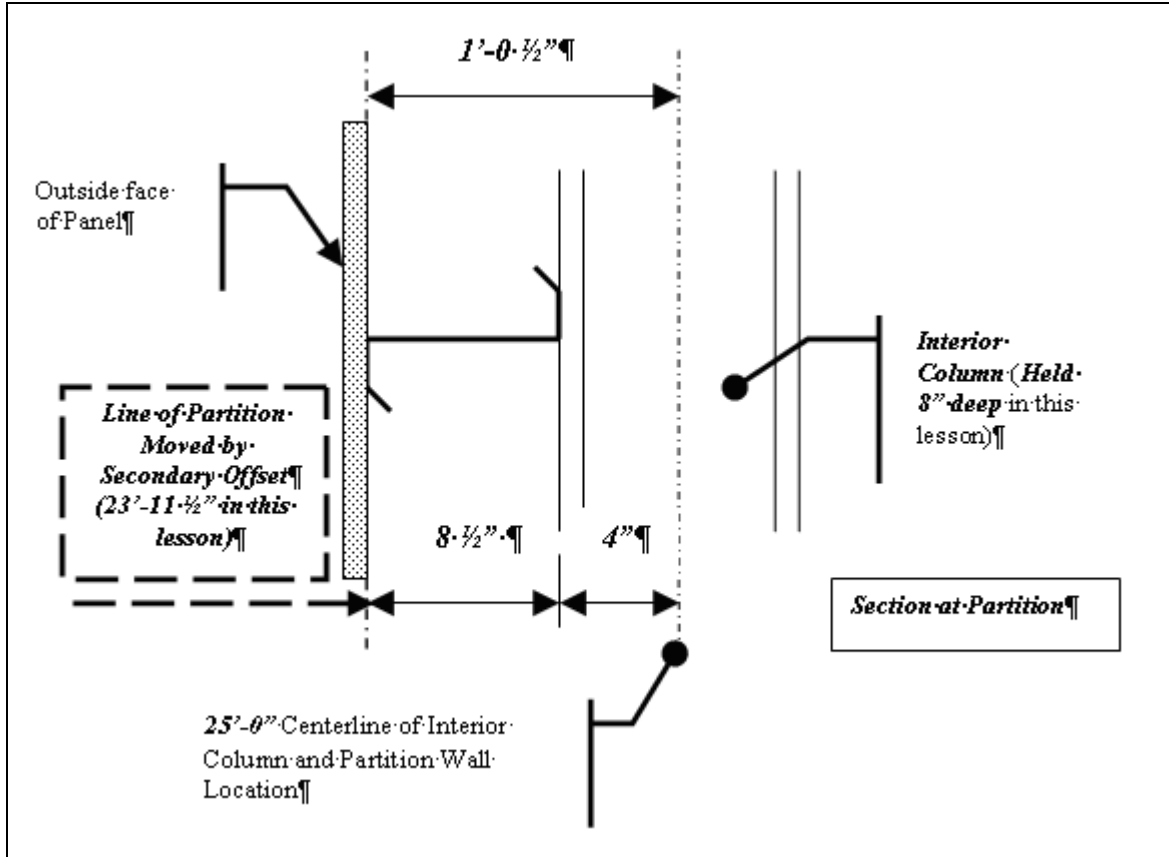 1’-0·½”¶
Outside·face·
of·Panel¶
Line·of·Partition·
Moved·by·
Secondary·Offset¶
(23’-11·½”·in·this·
lesson)¶
8·½”·¶
4”¶
Interior·
Column·(Held·
8”·deep·in·this·
lesson)¶
Section·at·Partition¶
25’-0”·Centerline·of·Interior·
Column·and·Partition·Wall·
Location¶